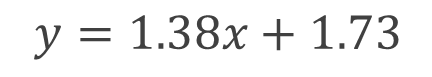 y = 1.38x + 1.73